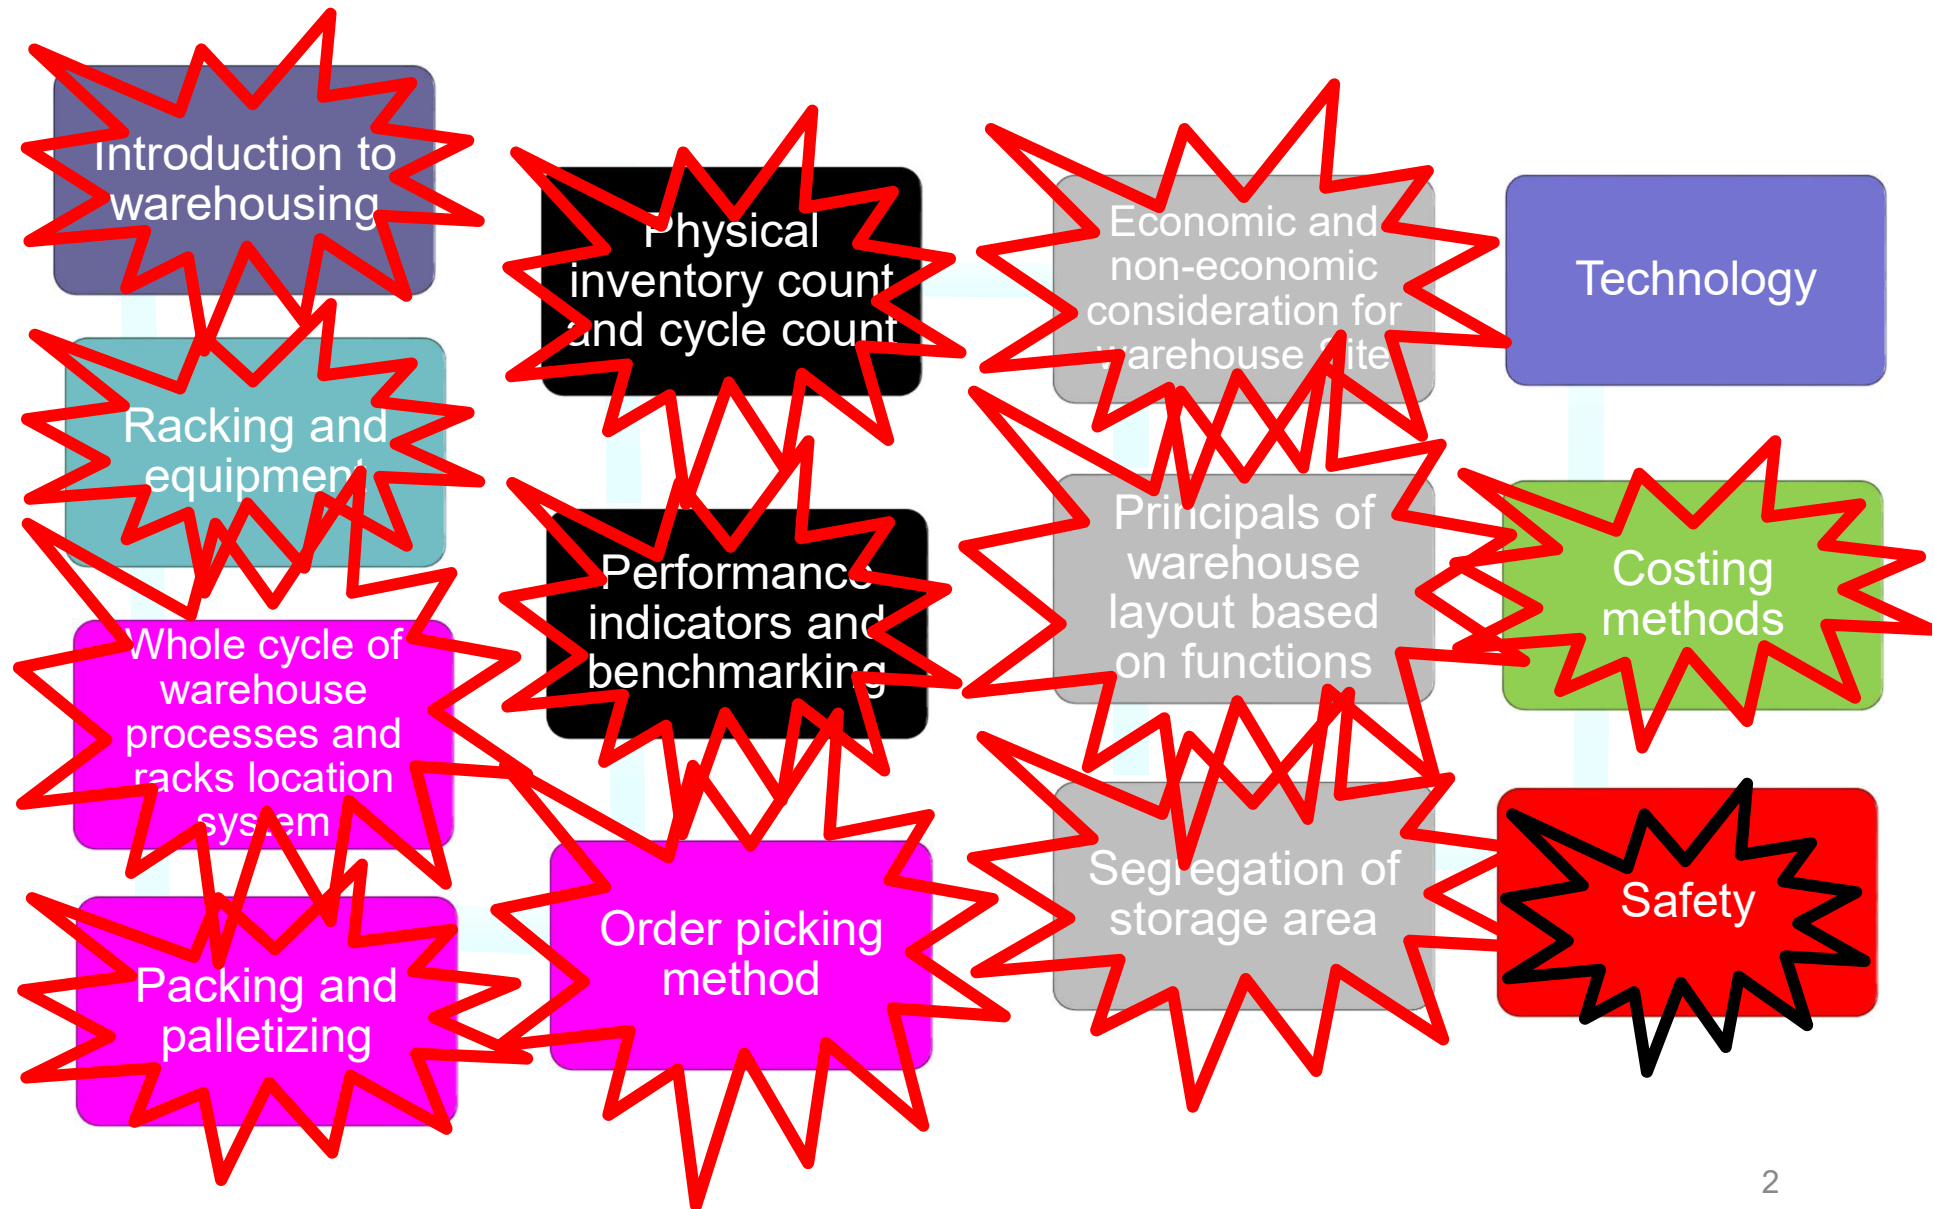 Introduction to
warehousing
Racking and
equipment
Whole cycle of
warehouse
processes and
racks location
system
Packing and
palletizing
Physical
inventory count
and cycle count
Performance
indicators and
benchmarking
Order picking
method
Economic and
non-economic
consideration for
warehouse Site
Principals of
warehouse
layout based
on functions
Segregation of
storage area
Technology
Costing
methods
Safety
2